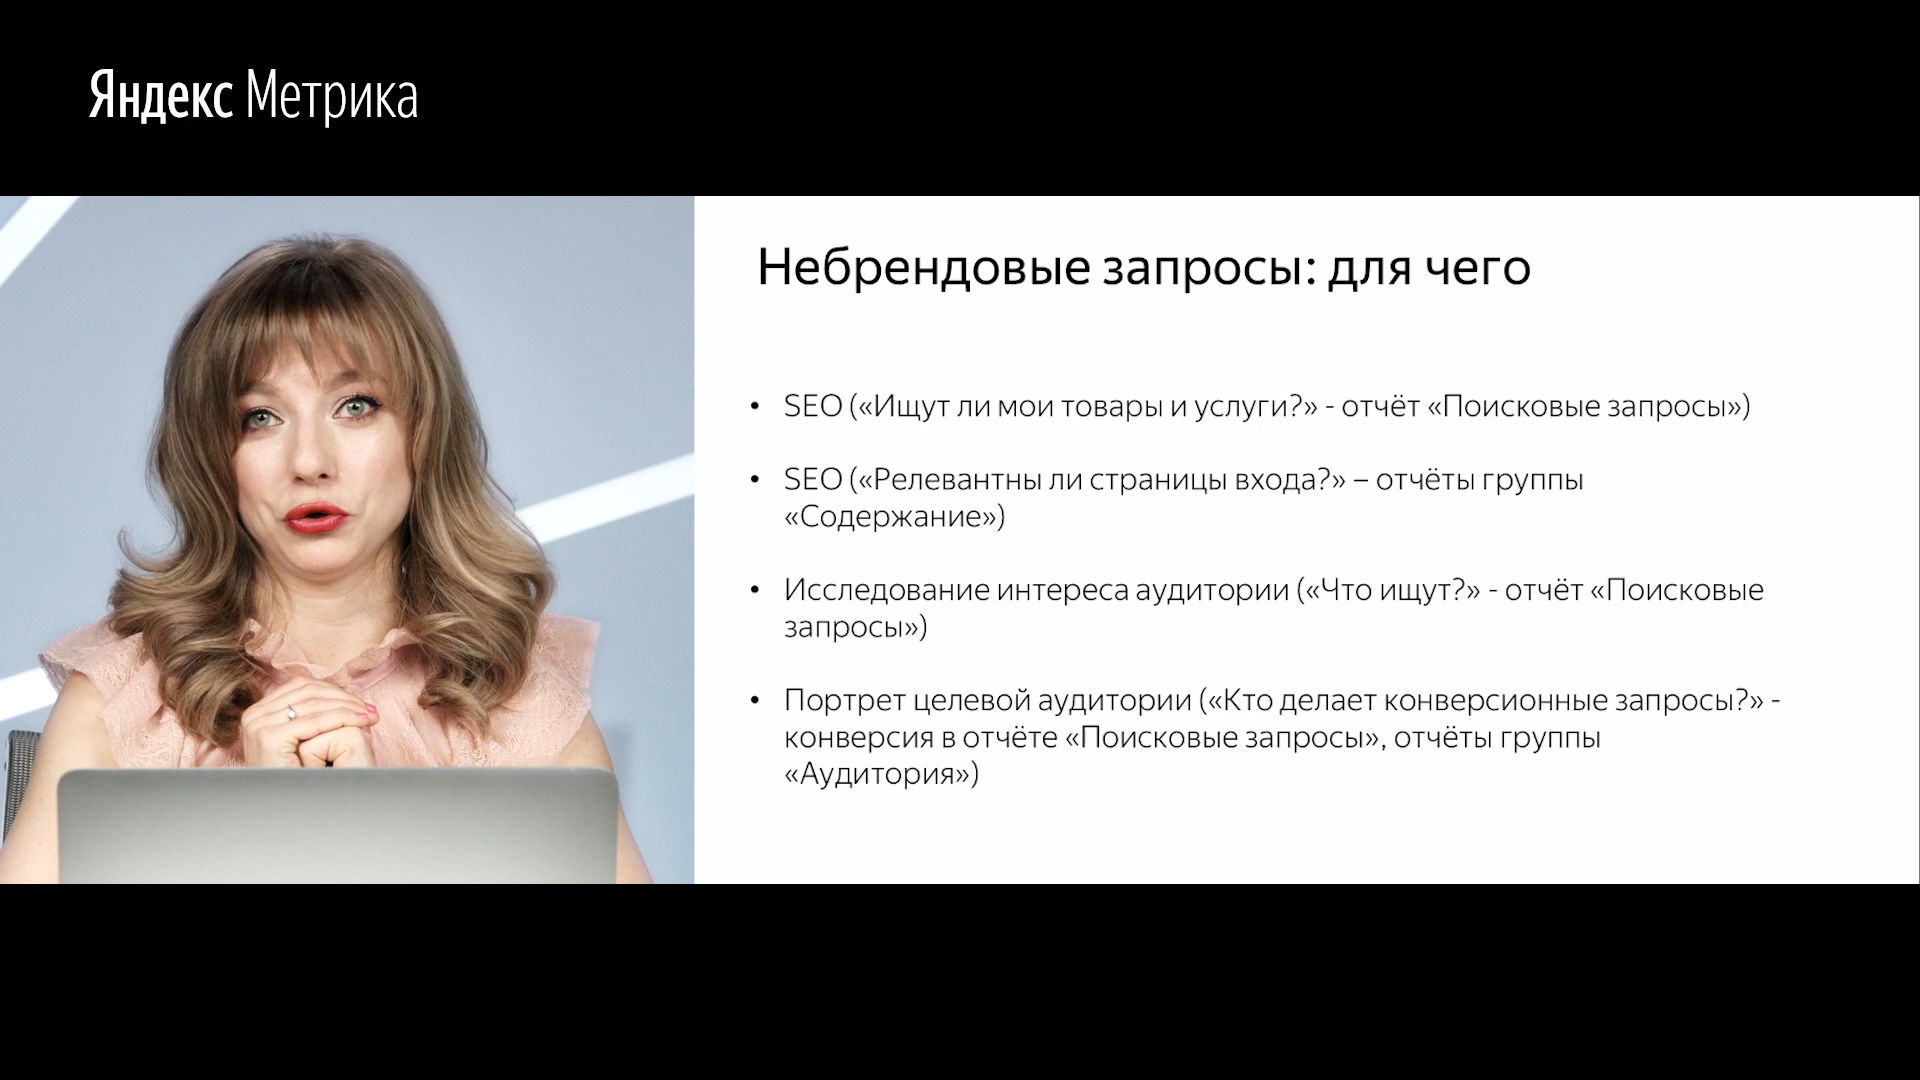 Яндекс Метрика
Небрендовые запросы: для чего
• SEO («Ищут ли мои товары и услуги?» - отчёт «Поисковые запросы»)
• SEO («Релевантны ли страницы входа?» – отчёты группы
«Содержание»)
• Исследование интереса аудитории («Что ищут?» - отчёт «Поисковые
запросы»)
• Портрет целевой аудитории («Кто делает конверсионные запросы?» -
конверсия в отчёте «Поисковые запросы», отчёты группы
«Аудитория»)